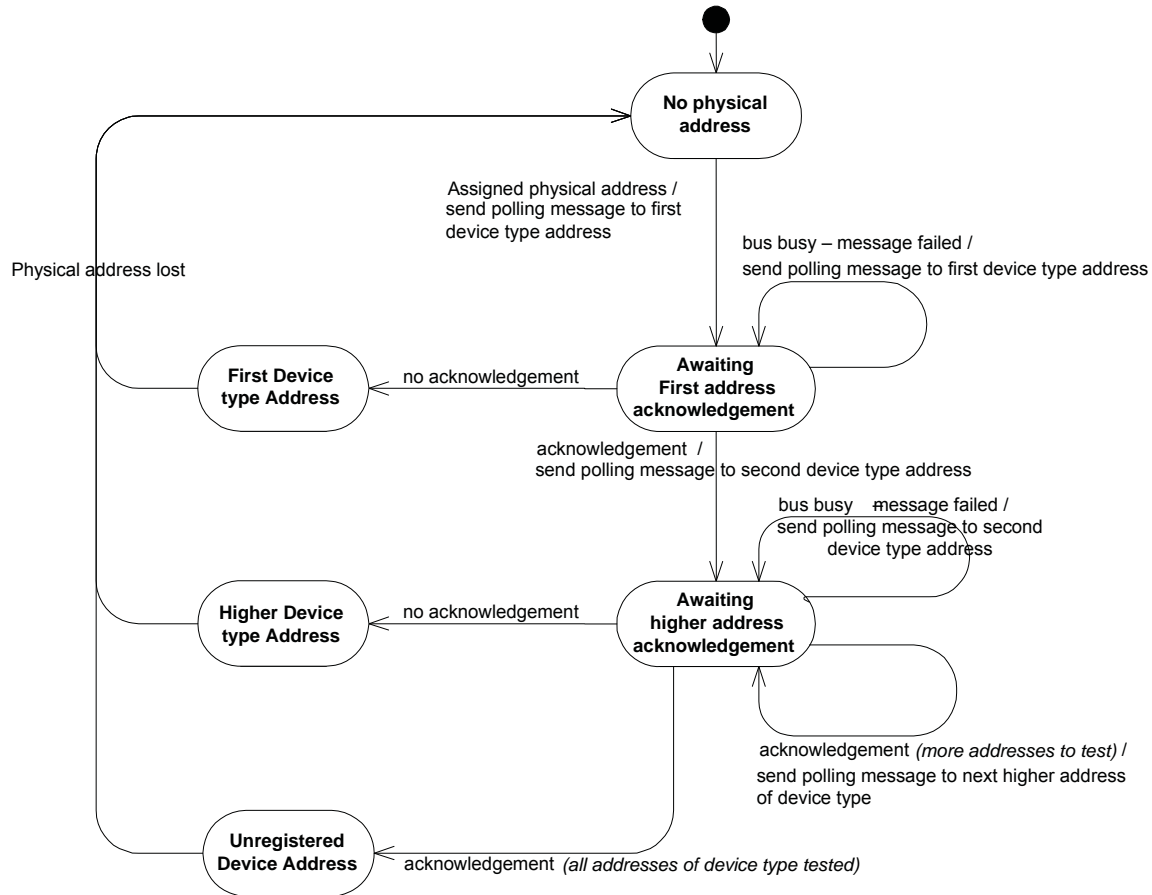 No physical
address
Assigned physical address /
send polling message to first
device type address
bus busy – message failed /
send polling message to first device type address
Physical address lost
First Device
type Address
no acknowledgement
Awaiting
First address
acknowledgement
acknowledgement /
send polling message to second device type address
bus busy – message failed /
send polling message to second
device type address
Higher Device
type Address
no acknowledgement
Awaiting
higher address
acknowledgement
acknowledgement (more addresses to test) /
send polling message to next higher address
of device type
Unregistered
Device Address
acknowledgement (all addresses of device type tested)